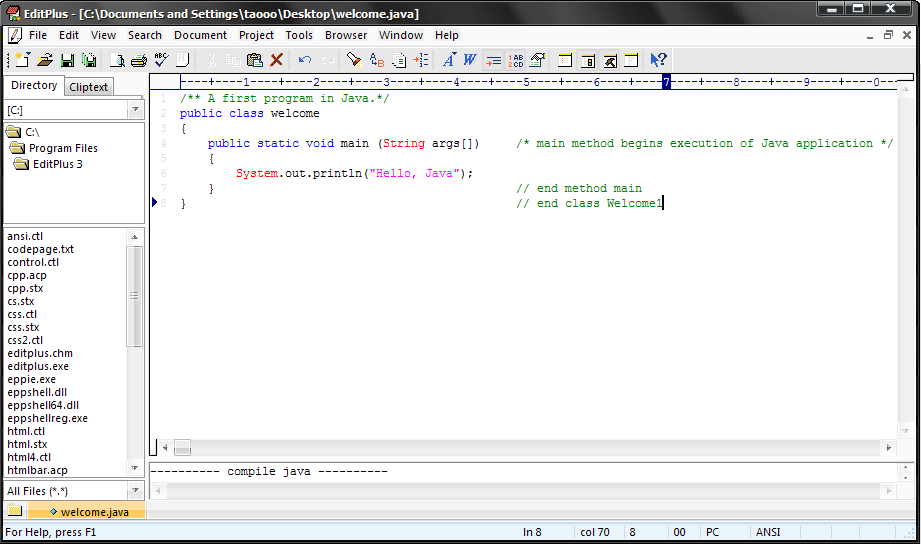 EditPlus - [C:\Documents and Settings\taooo\Desktop\welcome.java]
File Edit View Search Document Project Tools Browser Window Help
Directory Cliptext
[C:]
C:\
Program Files
EditPlus 3
ansi.ctl
codepage.txt
control.ctl
cpp.acp
cpp.stx
cs.stx
css.ctl
css.stx
css2.ctl
editplus.chm
editplus.exe
eppie.exe
eppshell.dll
eppshell64.dll
eppshellreg.exe
html.ctl
html.stx
html4.ctl
htmlbar.acp
All Files (*.*)
welcome.java
----+----1----+----2----+----3----+----4----+----5----+----6----+----7----+----8----+----9----+----0----
1 /** A first program in Java.*/
2 public class welcome
3 {
4 public static void main (String args[]) /* main method begins execution of Java application */
5 {
6 System.out.println("Hello, Java");
7 } // end method main
8 } // end class Welcome1
---------- compile java ----------
For Help, press F1 ln 8 col 70 8 00 PC ANSI